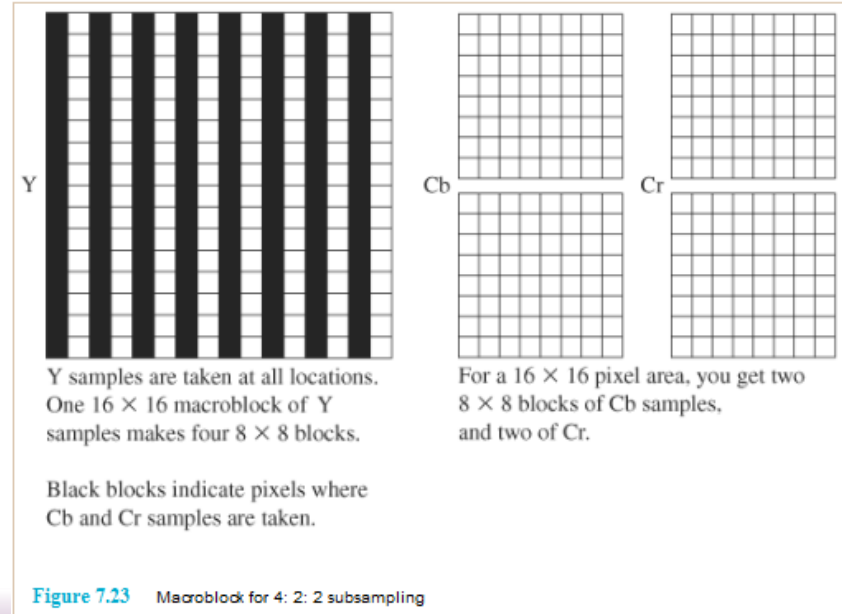 Y
Cb
Cr
Y samples are taken at all locations.
One 16 × 16 macroblock of Y
samples makes four 8 × 8 blocks.
Black blocks indicate pixels where
Cb and Cr samples are taken.
For a 16 × 16 pixel area, you get two
8 × 8 blocks of Cb samples,
and two of Cr.
Figure 7.23 Macroblock for 4: 2: 2 subsampling